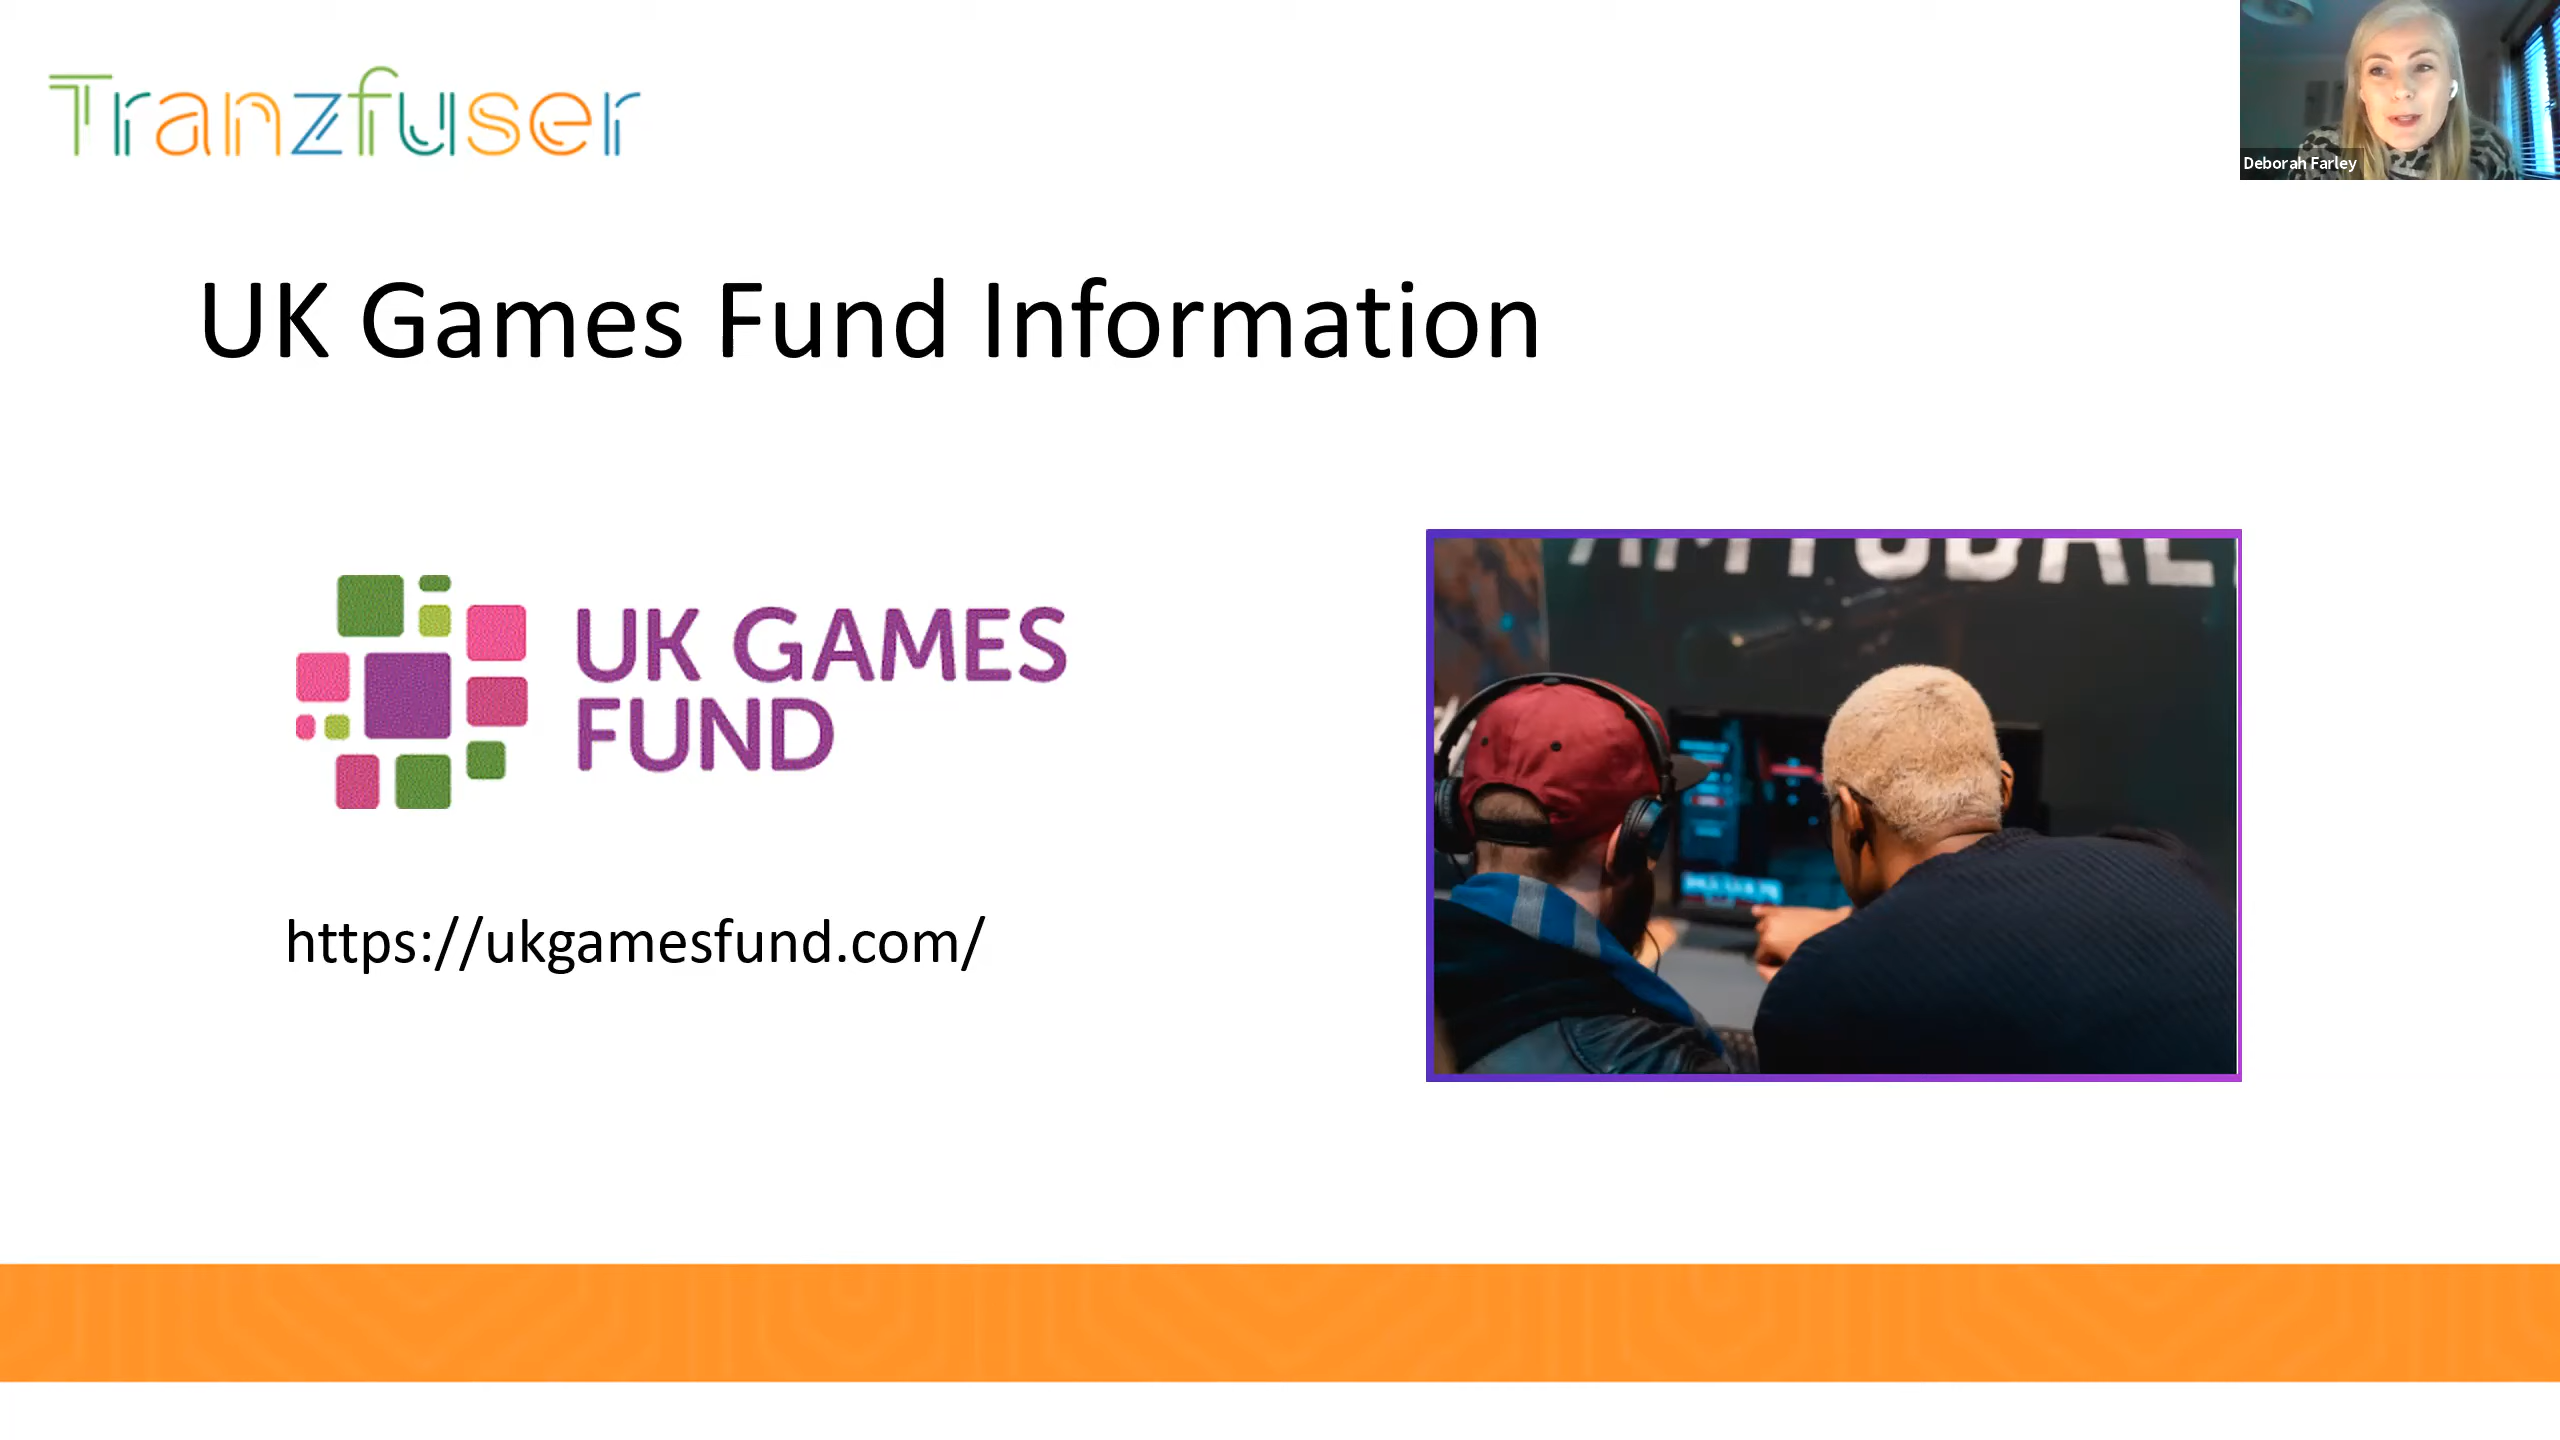 Tranzfuser
Deborah Farley
UK Games Fund Information
UK GAMES
FUND
https://ukgamesfund.com/